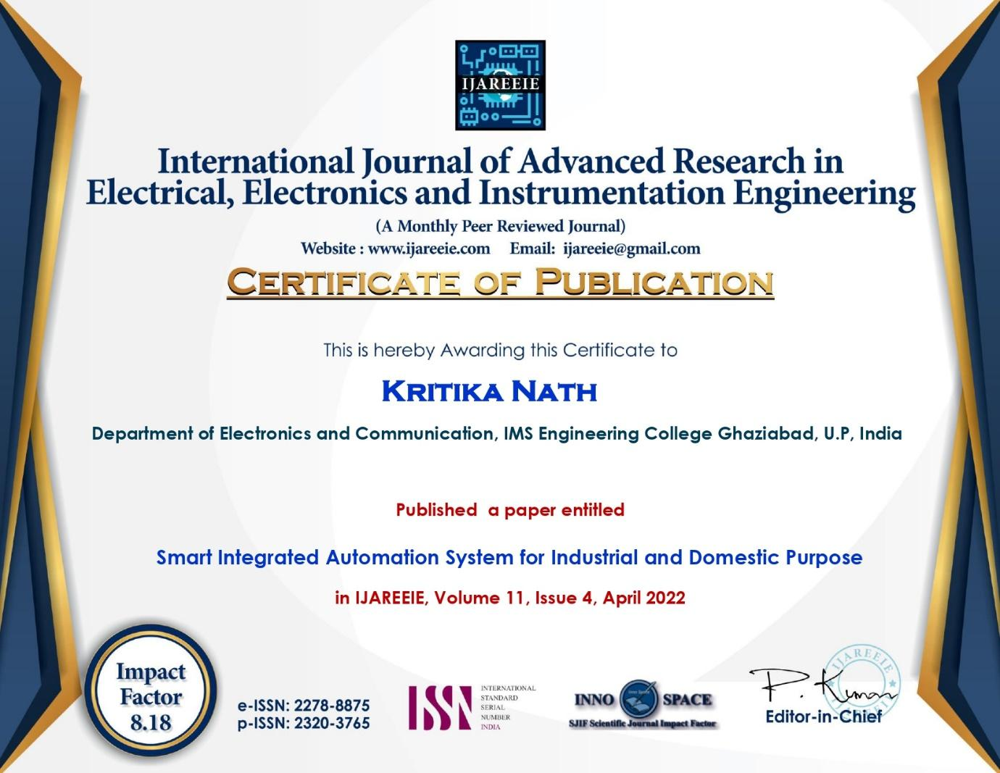 IJAREEIE
International Journal of Advanced Research in
Electrical, Electronics and Instrumentation Engineering
(A Monthly Peer Reviewed Journal)
Website : www.ijareeie.com Email: ijareeie@gmail.com
CERTIFICATE OF PUBLICATION
This is hereby Awarding this Certificate to
KRITIKA NATH
Department of Electronics and Communication, IMS Engineering College Ghaziabad, U.P, India
Published a paper entitled
Smart Integrated Automation System for Industrial and Domestic Purpose
in IJAREEIE, Volume 11, Issue 4, April 2022
Impact
Factor
8.18
e-ISSN: 2278-8875
p-ISSN: 2320-3765
ISSN
INTERNATIONAL
STANDARD
SERIAL
NUMBER
INDIA
INNO SPACE
Inno Space
SJIF Scientific Journal Impact Factor
IJAREEIE
P. Kumar
Editor-in-Chief